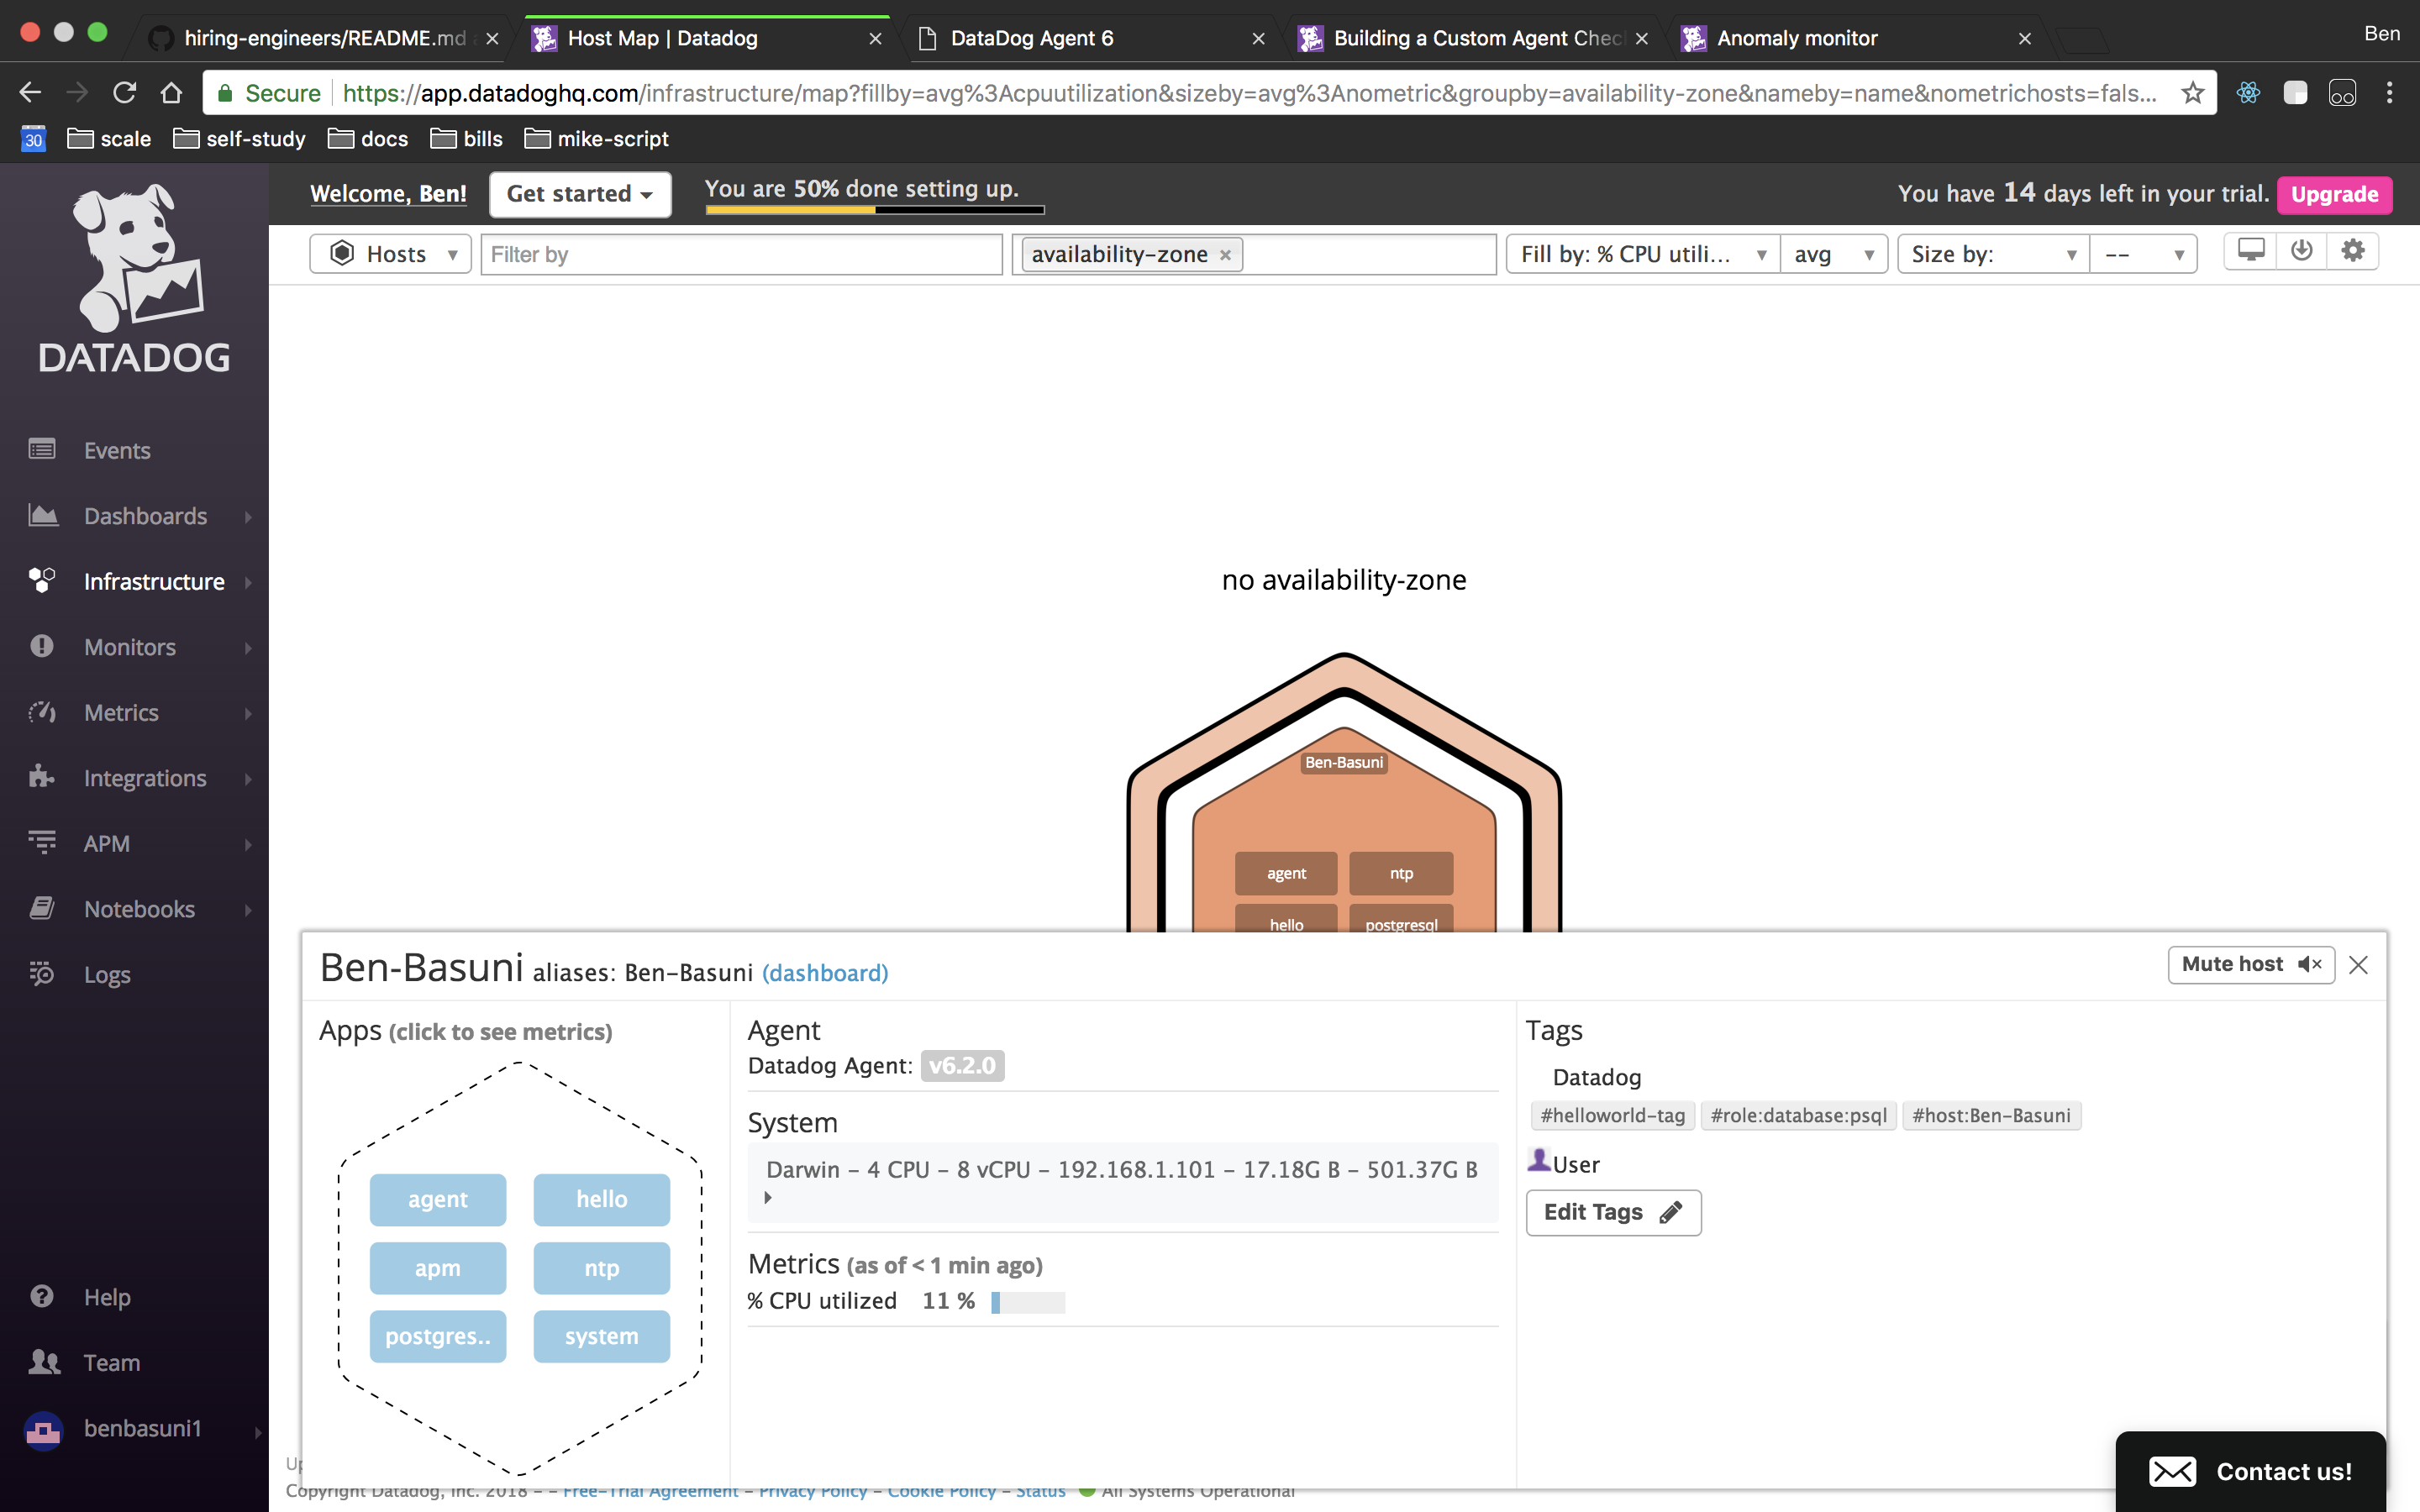 hiring-engineers/README.md
Host Map | Datadog
DataDog Agent 6
Building a Custom Agent Chec
Anomaly monitor
Ben
Secure
https://app.datadoghq.com/infrastructure/map?fillby=avg%3Acpuutilization&sizeby=avg%3Anometric&groupby=availability-zone&nameby=name&nometrichosts=fals...
30
scale
self-study
docs
bills
mike-script
DATADOG
Events
Dashboards
Infrastructure
Monitors
Metrics
Integrations
APM
Notebooks
Logs
Help
Team
benbasuni1
Welcome, Ben!
Get started
You are 50% done setting up.
You have 14 days left in your trial.
Upgrade
Hosts
Filter by
availability-zone ×
Fill by: % CPU utili...
avg
Size by:
--
no availability-zone
Ben-Basuni
agent
ntp
hello
postgresql
Ben-Basuni aliases: Ben-Basuni (dashboard)
Mute host
Apps (click to see metrics)
agent
hello
apm
ntp
postgres..
system
Agent
Datadog Agent: v6.2.0
System
Darwin - 4 CPU - 8 vCPU - 192.168.1.101 - 17.18G B - 501.37G B
Metrics (as of < 1 min ago)
% CPU utilized 11 %
Tags
Datadog
#helloworld-tag #role:database:psql #host:Ben-Basuni
User
Edit Tags
Copyright Datadog, Inc. 2018 - - Free-Trial Agreement - Privacy Policy - Cookie Policy - Status All Systems Operational
Contact us!